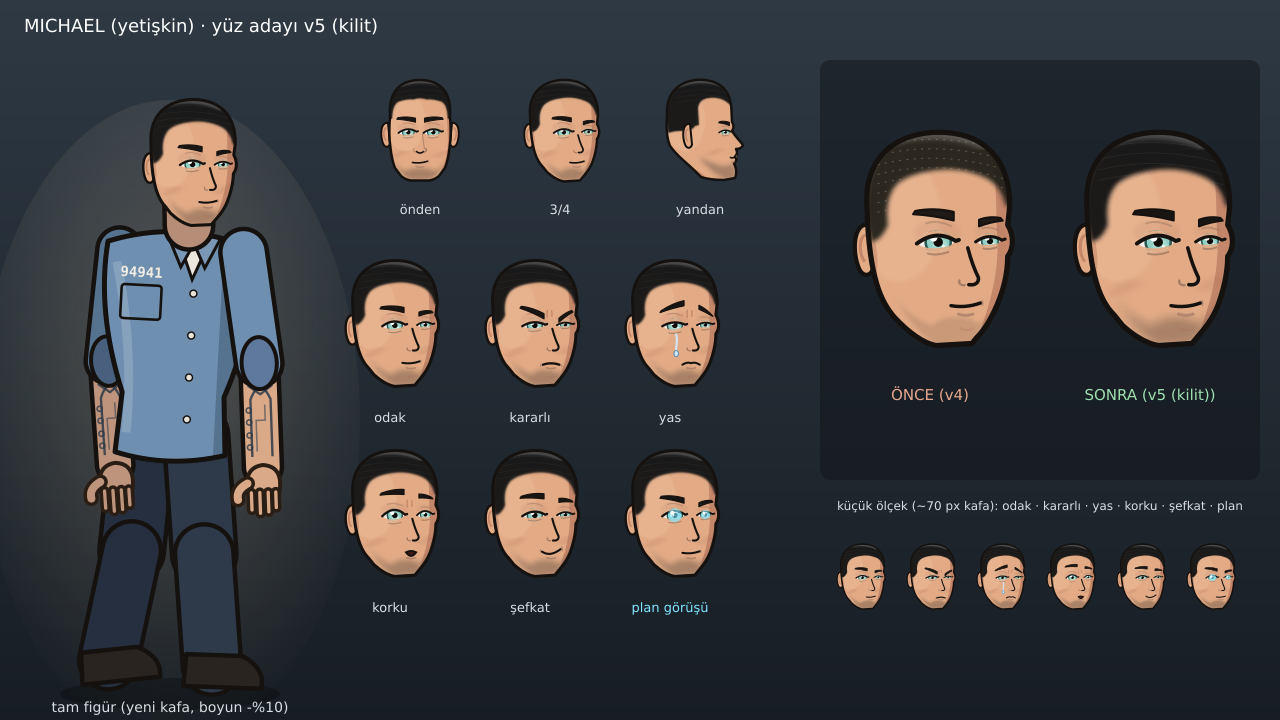 MICHAEL (yetişkin) · yüz adayı v5 (kilit)
önden
3/4
yandan
94941
odak
kararlı
yas
ÖNCE (v4)
SONRA (v5 (kilit))
küçük ölçek (~70 px kafa): odak · kararlı · yas · korku · şefkat · plan
korku
şefkat
plan görüşü
tam figür (yeni kafa, boyun -%10)